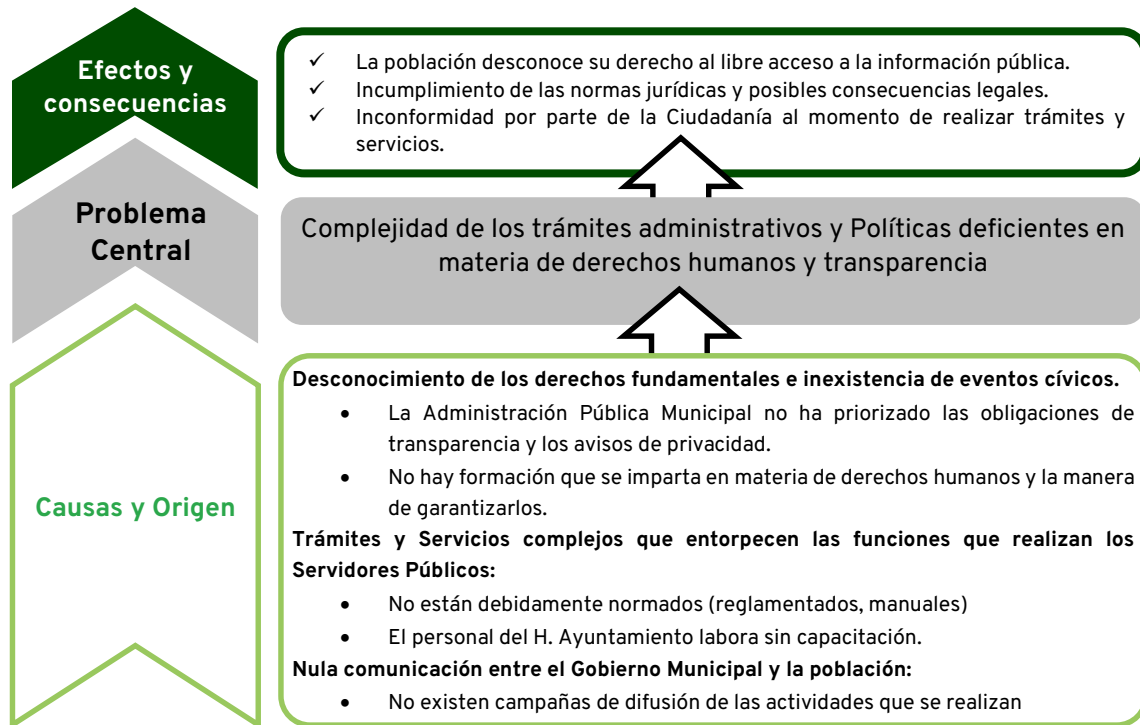 Efectos y
consecuencias
✓ La población desconoce su derecho al libre acceso a la información pública.
✓ Incumplimiento de las normas jurídicas y posibles consecuencias legales.
✓ Inconformidad por parte de la Ciudadanía al momento de realizar trámites y
servicios.
Problema
Central
Complejidad de los trámites administrativos y Políticas deficientes en
materia de derechos humanos y transparencia
Causas y Origen
Desconocimiento de los derechos fundamentales e inexistencia de eventos cívicos.
• La Administración Pública Municipal no ha priorizado las obligaciones de
transparencia y los avisos de privacidad.
• No hay formación que se imparta en materia de derechos humanos y la manera
de garantizarlos.
Trámites y Servicios complejos que entorpecen las funciones que realizan los
Servidores Públicos:
• No están debidamente normados (reglamentados, manuales)
• El personal del H. Ayuntamiento labora sin capacitación.
Nula comunicación entre el Gobierno Municipal y la población:
• No existen campañas de difusión de las actividades que se realizan